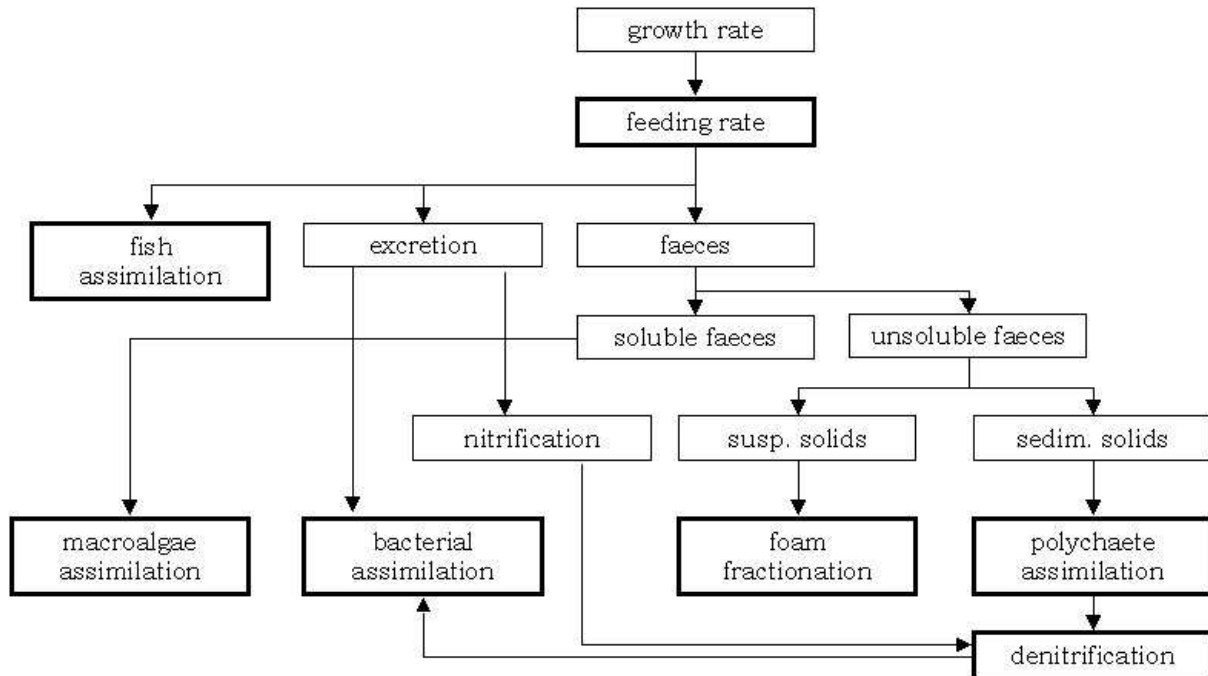 growth rate
feeding rate
fish
assimilation
excretion
faeces
soluble faeces
unsoluble faeces
nitrification
susp. solids
sedim. solids
macroalgae
assimilation
bacterial
assimilation
foam
fractionation
polychaete
assimilation
denitrification